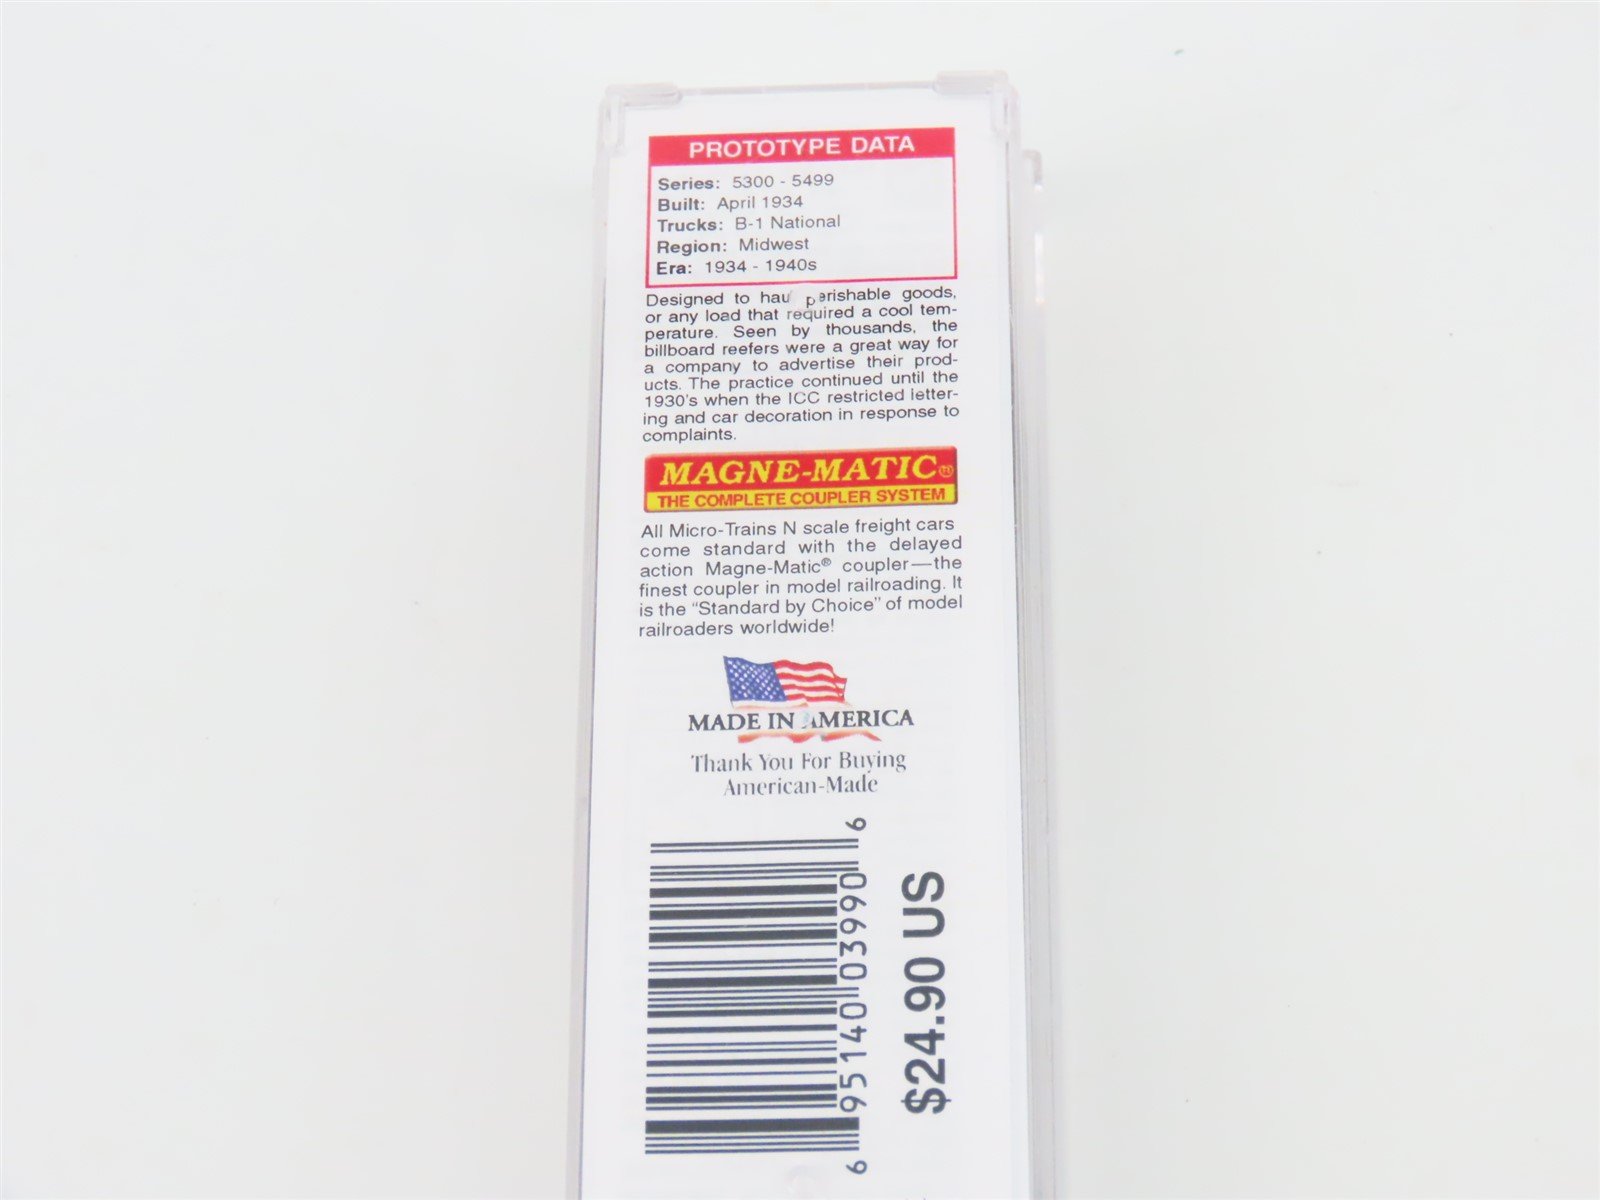 PROTOTYPE DATA
Series: 5300 - 5499
Built: April 1934
Trucks: B-1 National
Region: Midwest
Era: 1934 - 1940s
Designed to haul perishable goods,
or any load that required a cool tem-
perature. Seen by thousands, the
billboard reefers were a great way for
a company to advertise their prod-
ucts. The practice continued until the
1930's when the ICC restricted letter-
ing and car decoration in response to
complaints.
MAGNE-MATIC®
THE COMPLETE COUPLER SYSTEM
All Micro-Trains N scale freight cars
come standard with the delayed
action Magne-Matic® coupler—the
finest coupler in model railroading. It
is the "Standard by Choice" of model
railroaders worldwide!
MADE IN AMERICA
Thank You For Buying
American-Made
6 95140 03990 6
$24.90 US